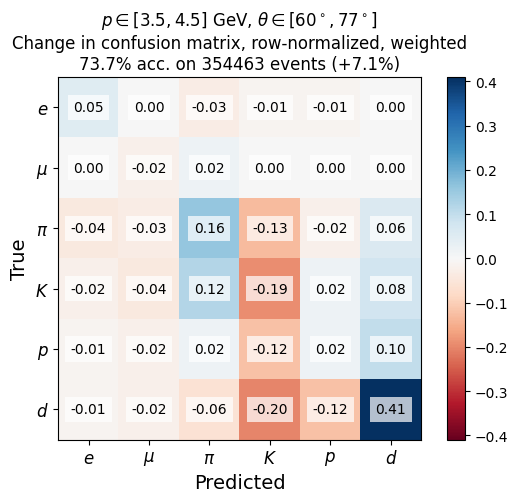 p ∈ [3.5, 4.5] GeV, θ ∈ [60°, 77°]
Change in confusion matrix, row-normalized, weighted
73.7% acc. on 354463 events (+7.1%)
e 0.05 0.00 -0.03 -0.01 -0.01 0.00
μ 0.00 -0.02 0.02 0.00 0.00 0.00
π -0.04 -0.03 0.16 -0.13 -0.02 0.06
K -0.02 -0.04 0.12 -0.19 0.02 0.08
p -0.01 -0.02 0.02 -0.12 0.02 0.10
d -0.01 -0.02 -0.06 -0.20 -0.12 0.41
e μ π K p d
Predicted
True
0.4
0.3
0.2
0.1
0.0
−0.1
−0.2
−0.3
−0.4